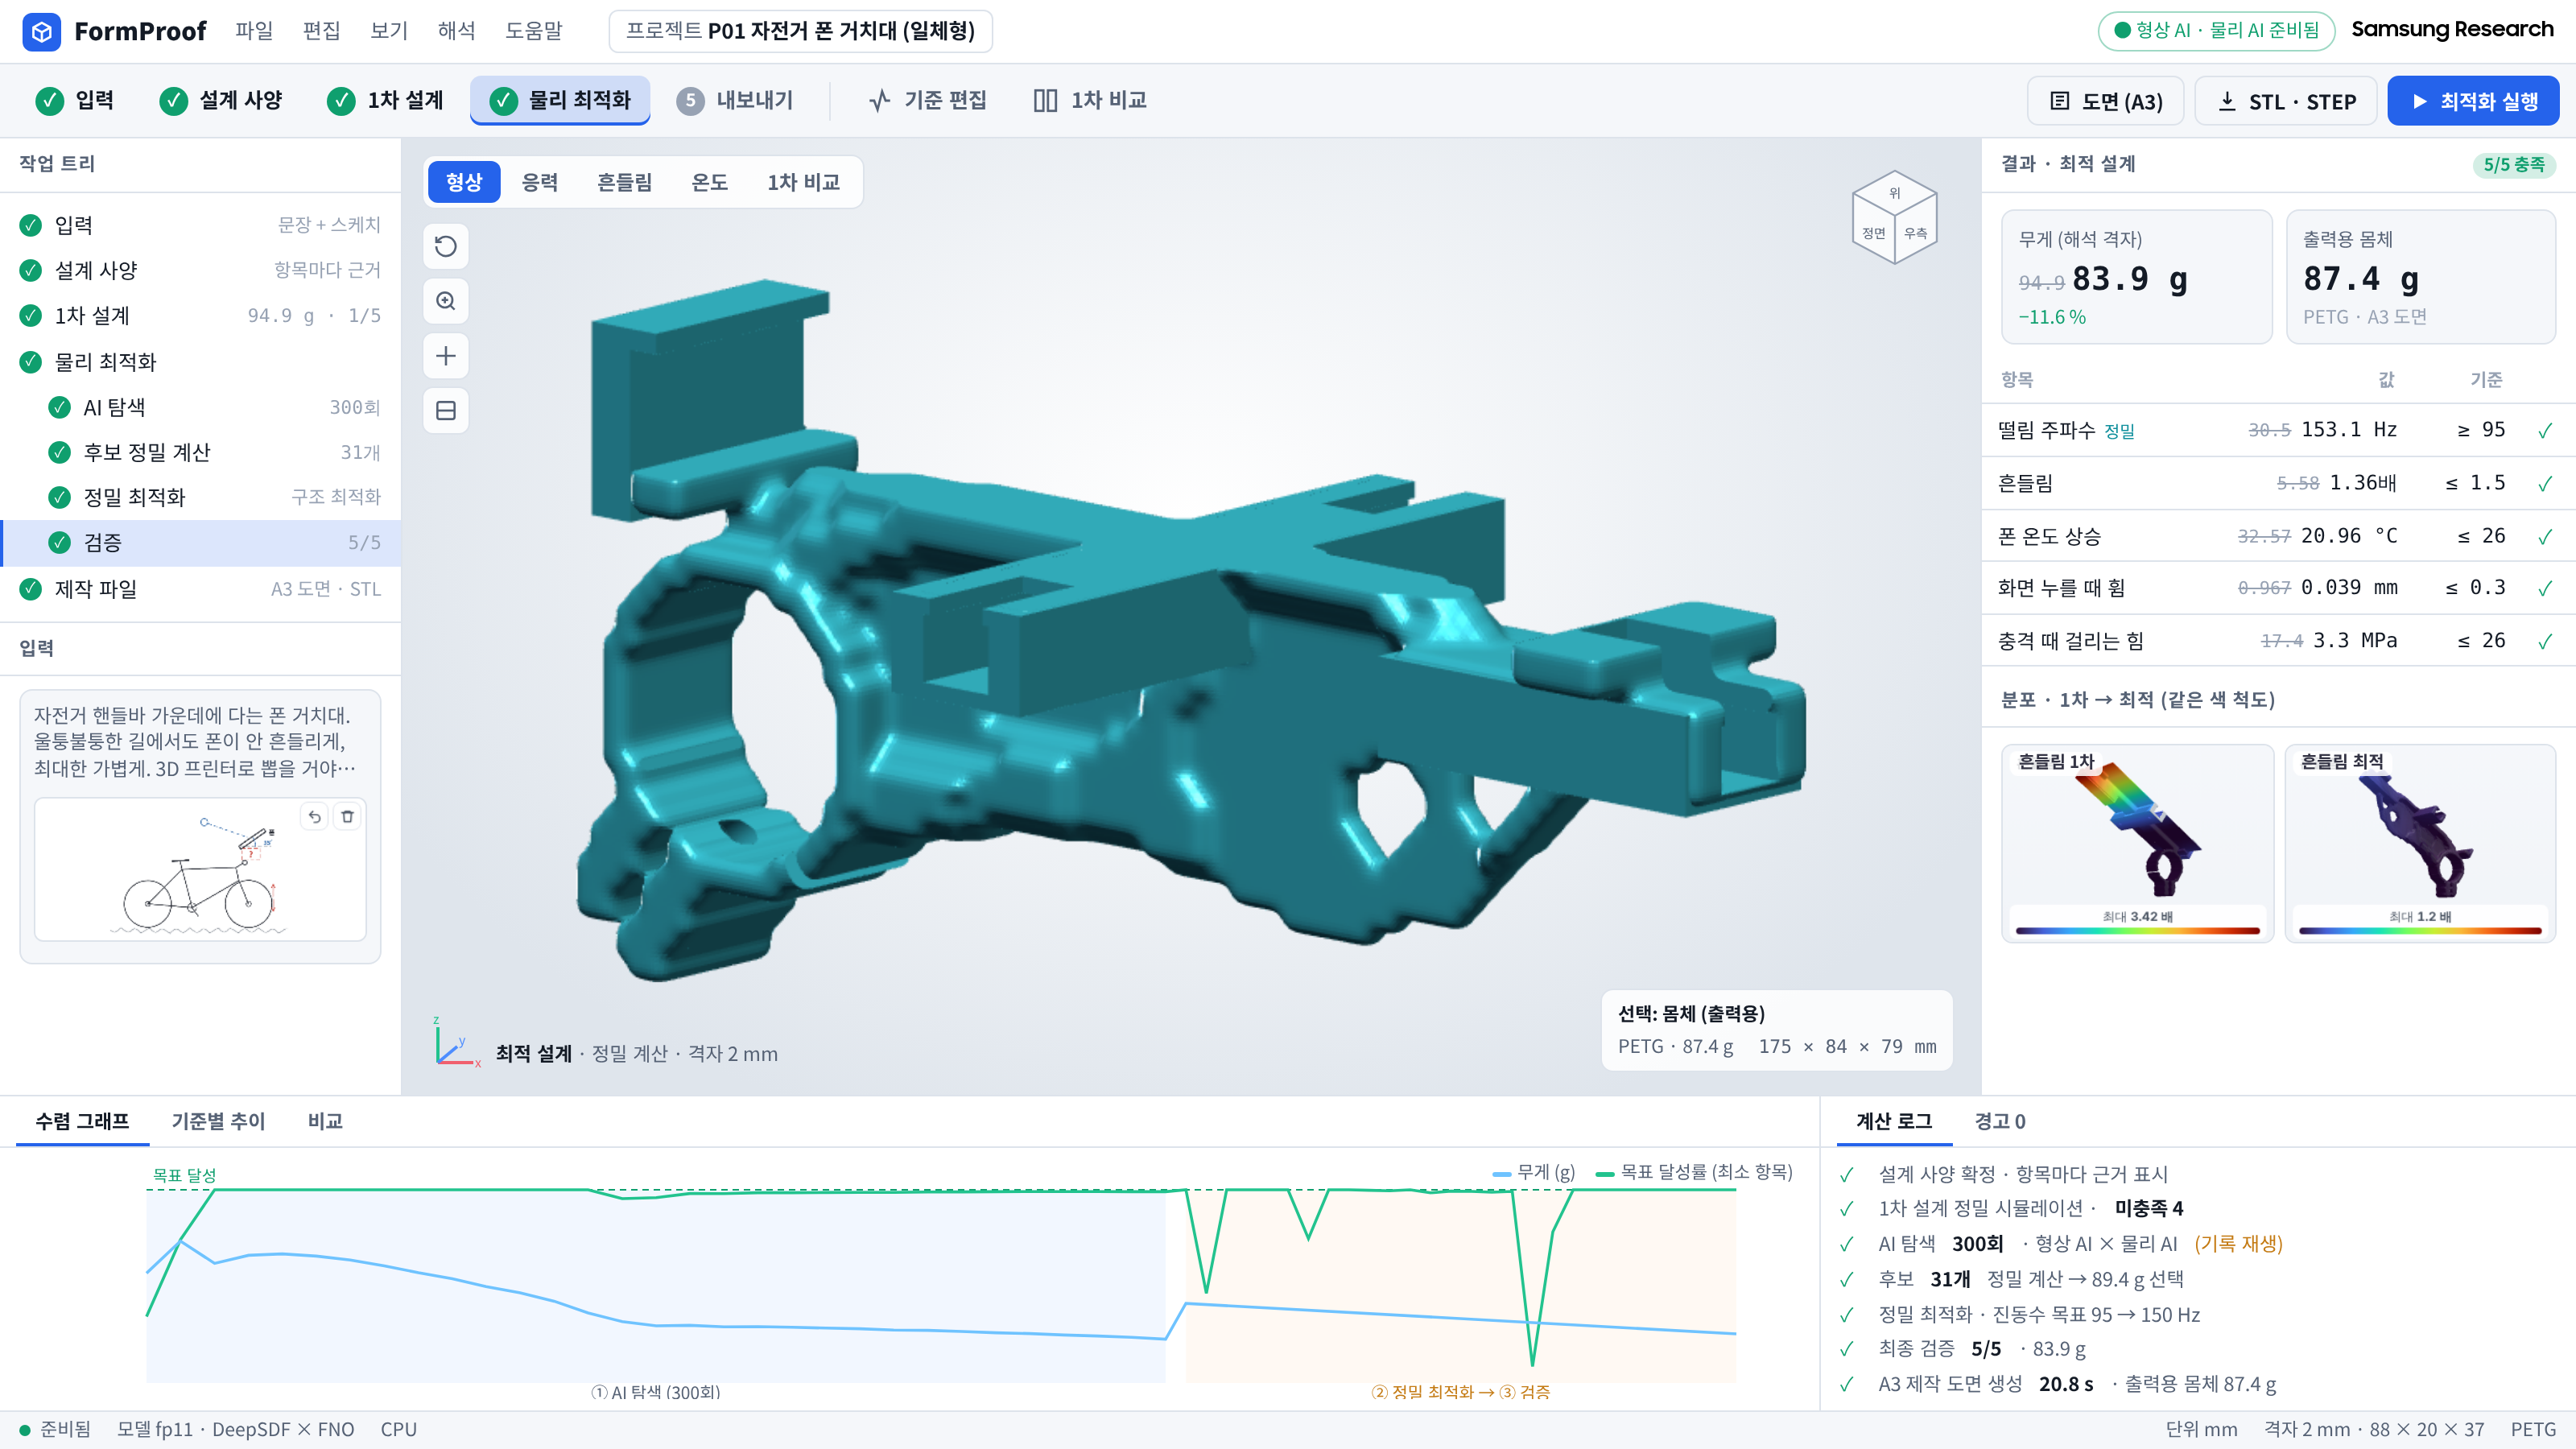 FormProof 파일 편집 보기 해석 도움말 프로젝트 P01 자전거 폰 거치대 (일체형) 형상 AI · 물리 AI 준비됨 Samsung Research
입력 설계 사양 1차 설계 물리 최적화 5 내보내기 기준 편집 1차 비교 도면 (A3) STL · STEP 최적화 실행
작업 트리
입력 문장 + 스케치
설계 사양 항목마다 근거
1차 설계 94.9 g · 1/5
물리 최적화
AI 탐색 300회
후보 정밀 계산 31개
정밀 최적화 구조 최적화
검증 5/5
제작 파일 A3 도면 · STL
입력
자전거 핸들바 가운데에 다는 폰 거치대.
울퉁불퉁한 길에서도 폰이 안 흔들리게,
최대한 가볍게. 3D 프린터로 뽑을 거야…
폰
?
형상 응력 흔들림 온도 1차 비교
위
정면 우측
z
y
x
최적 설계 · 정밀 계산 · 격자 2 mm
선택: 몸체 (출력용)
PETG · 87.4 g 175 × 84 × 79 mm
결과 · 최적 설계 5/5 충족
무게 (해석 격자)
94.9 83.9 g
−11.6 %
출력용 몸체
87.4 g
PETG · A3 도면
항목 값 기준
떨림 주파수 정밀 30.5 153.1 Hz ≥ 95
흔들림 5.58 1.36배 ≤ 1.5
폰 온도 상승 32.57 20.96 °C ≤ 26
화면 누를 때 휨 0.967 0.039 mm ≤ 0.3
충격 때 걸리는 힘 17.4 3.3 MPa ≤ 26
분포 · 1차 → 최적 (같은 색 척도)
흔들림 1차
최대 3.42 배
흔들림 최적
최대 1.2 배
수렴 그래프 기준별 추이 비교
목표 달성
무게 (g) 목표 달성률 (최소 항목)
① AI 탐색 (300회)
② 정밀 최적화 → ③ 검증
계산 로그 경고 0
설계 사양 확정 · 항목마다 근거 표시
1차 설계 정밀 시뮬레이션 · 미충족 4
AI 탐색 300회 · 형상 AI × 물리 AI (기록 재생)
후보 31개 정밀 계산 → 89.4 g 선택
정밀 최적화 · 진동수 목표 95 → 150 Hz
최종 검증 5/5 · 83.9 g
A3 제작 도면 생성 20.8 s · 출력용 몸체 87.4 g
준비됨 모델 fp11 · DeepSDF × FNO CPU 단위 mm 격자 2 mm · 88 × 20 × 37 PETG